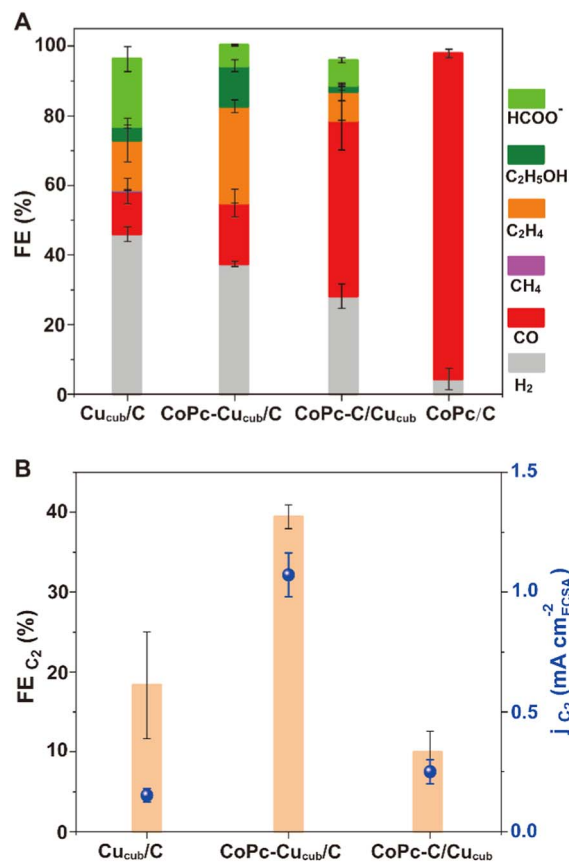 A
100
80
60
40
20
0
FE (%)
Cu_cub/C
CoPc-Cu_cub/C
CoPc-C/Cu_cub
CoPc/C
HCOO⁻
C₂H₅OH
C₂H₄
CH₄
CO
H₂
B
40
30
20
10
0
FE C₂ (%)
1.5
1.0
0.5
0.0
j C₂ (mA cm⁻²_ECSA)
Cu_cub/C
CoPc-Cu_cub/C
CoPc-C/Cu_cub